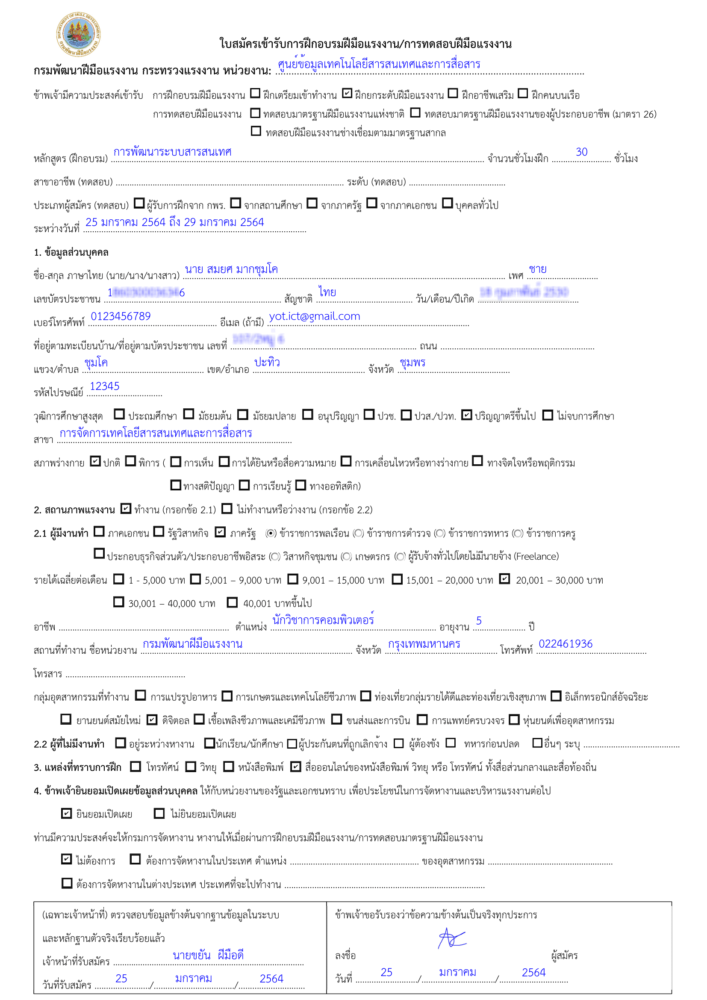 DEPARTMENT OF SKILL DEVELOPMENT
กรมพัฒนาฝีมือแรงงาน
ใบสมัครเข้ารับการฝึกอบรมฝีมือแรงงาน/การทดสอบฝีมือแรงงาน
กรมพัฒนาฝีมือแรงงาน กระทรวงแรงงาน หน่วยงาน: ศูนย์ข้อมูลเทคโนโลยีสารสนเทศและการสื่อสาร
ข้าพเจ้ามีความประสงค์เข้ารับ การฝึกอบรมฝีมือแรงงาน ☐ ฝึกเตรียมเข้าทำงาน ☑ ฝึกยกระดับฝีมือแรงงาน ☐ ฝึกอาชีพเสริม ☐ ฝึกคนบนเรือ
การทดสอบฝีมือแรงงาน ☐ ทดสอบมาตรฐานฝีมือแรงงานแห่งชาติ ☐ ทดสอบมาตรฐานฝีมือแรงงานของผู้ประกอบอาชีพ (มาตรา 26)
☐ ทดสอบฝีมือแรงงานช่างเชื่อมตามมาตรฐานสากล
หลักสูตร (ฝึกอบรม) การพัฒนาระบบสารสนเทศ จำนวนชั่วโมงฝึก 30 ชั่วโมง
สาขาอาชีพ (ทดสอบ) ........ ระดับ (ทดสอบ) ........
ประเภทผู้สมัคร (ทดสอบ) ☐ ผู้รับการฝึกจาก กพร. ☐ จากสถานศึกษา ☐ จากภาครัฐ ☐ จากภาคเอกชน ☐ บุคคลทั่วไป
ระหว่างวันที่ 25 มกราคม 2564 ถึง 29 มกราคม 2564
1. ข้อมูลส่วนบุคคล
ชื่อ-สกุล ภาษาไทย (นาย/นาง/นางสาว) นาย สมยศ มากชุมโค เพศ ชาย
เลขบัตรประชาชน 1 6 สัญชาติ ไทย วัน/เดือน/ปีเกิด
เบอร์โทรศัพท์ 0123456789 อีเมล (ถ้ามี) yot.ict@gmail.com
ที่อยู่ตามทะเบียนบ้าน/ที่อยู่ตามบัตรประชาชน เลขที่ ........ ถนน ........
แขวง/ตำบล ชุมโค เขต/อำเภอ ปะทิว จังหวัด ชุมพร
รหัสไปรษณีย์ 12345
วุฒิการศึกษาสูงสุด ☐ ประถมศึกษา ☐ มัธยมต้น ☐ มัธยมปลาย ☐ อนุปริญญา ☐ ปวช. ☐ ปวส./ปวท. ☑ ปริญญาตรีขึ้นไป ☐ ไม่จบการศึกษา
สาขา การจัดการเทคโลยีสารสนเทศและการสื่อสาร
สภาพร่างกาย ☑ ปกติ ☐ พิการ ( ☐ การเห็น ☐ การได้ยินหรือสื่อความหมาย ☐ การเคลื่อนไหวหรือทางร่างกาย ☐ ทางจิตใจหรือพฤติกรรม
☐ ทางสติปัญญา ☐ การเรียนรู้ ☐ ทางออทิสติก)
2. สถานภาพแรงงาน ☑ ทำงาน (กรอกข้อ 2.1) ☐ ไม่ทำงานหรือว่างงาน (กรอกข้อ 2.2)
2.1 ผู้มีงานทำ ☐ ภาคเอกชน ☐ รัฐวิสาหกิจ ☑ ภาครัฐ (●) ข้าราชการพลเรือน (○) ข้าราชการตำรวจ (○) ข้าราชการทหาร (○) ข้าราชการครู
☐ ประกอบธุรกิจส่วนตัว/ประกอบอาชีพอิสระ (○) วิสาหกิจชุมชน (○) เกษตรกร (○) ผู้รับจ้างทั่วไปโดยไม่มีนายจ้าง (Freelance)
รายได้เฉลี่ยต่อเดือน ☐ 1 - 5,000 บาท ☐ 5,001 – 9,000 บาท ☐ 9,001 – 15,000 บาท ☐ 15,001 – 20,000 บาท ☑ 20,001 – 30,000 บาท
☐ 30,001 – 40,000 บาท ☐ 40,001 บาทขึ้นไป
อาชีพ ........ ตำแหน่ง นักวิชาการคอมพิวเตอร์ อายุงาน 5 ปี
สถานที่ทำงาน ชื่อหน่วยงาน กรมพัฒนาฝีมือแรงงาน จังหวัด กรุงเทพมหานคร โทรศัพท์ 022461936
โทรสาร ........
กลุ่มอุตสาหกรรมที่ทำงาน ☐ การแปรรูปอาหาร ☐ การเกษตรและเทคโนโลยีชีวภาพ ☐ ท่องเที่ยวกลุ่มรายได้ดีและท่องเที่ยวเชิงสุขภาพ ☐ อิเล็กทรอนิกส์อัจฉริยะ
☐ ยานยนต์สมัยใหม่ ☑ ดิจิตอล ☐ เชื้อเพลิงชีวภาพและเคมีชีวภาพ ☐ ขนส่งและการบิน ☐ การแพทย์ครบวงจร ☐ หุ่นยนต์เพื่ออุตสาหกรรม
2.2 ผู้ที่ไม่มีงานทำ ☐ อยู่ระหว่างหางาน ☐ นักเรียน/นักศึกษา ☐ ผู้ประกันตนที่ถูกเลิกจ้าง ☐ ผู้ต้องขัง ☐ ทหารก่อนปลด ☐ อื่นๆ ระบุ ........
3. แหล่งที่ทราบการฝึก ☐ โทรทัศน์ ☐ วิทยุ ☐ หนังสือพิมพ์ ☑ สื่อออนไลน์ของหนังสือพิมพ์ วิทยุ หรือ โทรทัศน์ ทั้งสื่อส่วนกลางและสื่อท้องถิ่น
4. ข้าพเจ้ายินยอมเปิดเผยข้อมูลส่วนบุคคล ให้กับหน่วยงานของรัฐและเอกชนทราบ เพื่อประโยชน์ในการจัดหางานและบริหารแรงงานต่อไป
☑ ยินยอมเปิดเผย ☐ ไม่ยินยอมเปิดเผย
ท่านมีความประสงค์จะให้กรมการจัดหางาน หางานให้เมื่อผ่านการฝึกอบรมฝีมือแรงงาน/การทดสอบมาตรฐานฝีมือแรงงาน
☑ ไม่ต้องการ ☐ ต้องการจัดหางานในประเทศ ตำแหน่ง ........ ของอุตสาหกรรม ........
☐ ต้องการจัดหางานในต่างประเทศ ประเทศที่จะไปทำงาน ........
(เฉพาะเจ้าหน้าที่) ตรวจสอบข้อมูลข้างต้นจากฐานข้อมูลในระบบ
และหลักฐานตัวจริงเรียบร้อยแล้ว
เจ้าหน้าที่รับสมัคร นายขยัน ฝีมือดี
วันที่รับสมัคร 25 / มกราคม / 2564
ข้าพเจ้าขอรับรองว่าข้อความข้างต้นเป็นจริงทุกประการ
ลงชื่อ ผู้สมัคร
วันที่ 25 / มกราคม / 2564